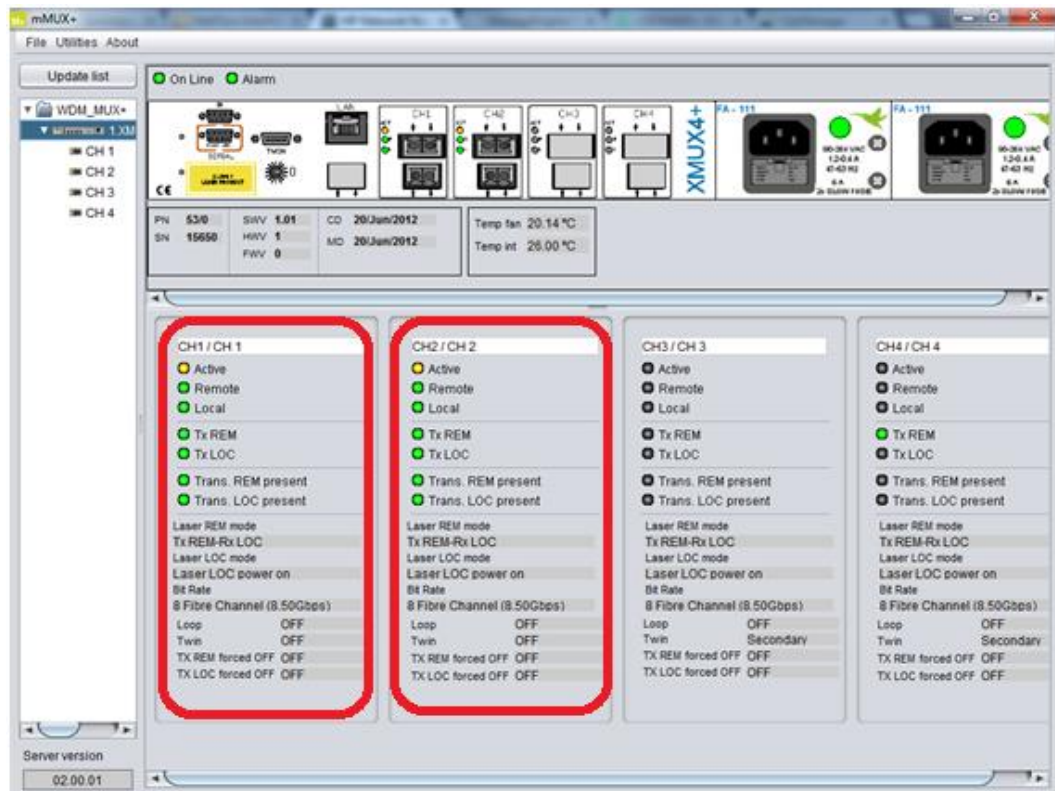 mMUX+
File Utilities About
Update list
On Line Alarm
WDM_MUX+
CH 1
CH 2
CH 3
CH 4
LAN
CH1 CH2 CH3 CH4
SERIAL
TWIN
0
CE
XMUX4+
FA - 111
FA - 111
PN 53/0 SWV 1.01 CD 20/Jun/2012
SN 15650 HWV 1 MD 20/Jun/2012
FWV 0
Temp fan 20.14 ºC
Temp int 26.00 ºC
CH1 / CH 1
Active
Remote
Local
Tx REM
Tx LOC
Trans. REM present
Trans. LOC present
Laser REM mode
Tx REM-Rx LOC
Laser LOC mode
Laser LOC power on
Bit Rate
8 Fibre Channel (8.50Gbps)
Loop OFF
Twin OFF
TX REM forced OFF OFF
TX LOC forced OFF OFF
CH2 / CH 2
Active
Remote
Local
Tx REM
Tx LOC
Trans. REM present
Trans. LOC present
Laser REM mode
Tx REM-Rx LOC
Laser LOC mode
Laser LOC power on
Bit Rate
8 Fibre Channel (8.50Gbps)
Loop OFF
Twin OFF
TX REM forced OFF OFF
TX LOC forced OFF OFF
CH3 / CH 3
Active
Remote
Local
Tx REM
Tx LOC
Trans. REM present
Trans. LOC present
Laser REM mode
Tx REM-Rx LOC
Laser LOC mode
Laser LOC power on
Bit Rate
8 Fibre Channel (8.50Gbps)
Loop OFF
Twin Secondary
TX REM forced OFF OFF
TX LOC forced OFF OFF
CH4 / CH 4
Active
Remote
Local
Tx REM
Tx LOC
Trans. REM present
Trans. LOC present
Laser REM mode
Tx REM-Rx LOC
Laser LOC mode
Laser LOC power on
Bit Rate
8 Fibre Channel (8.50Gbps)
Loop OFF
Twin Secondary
TX REM forced OFF OFF
TX LOC forced OFF OFF
Server version
02.00.01